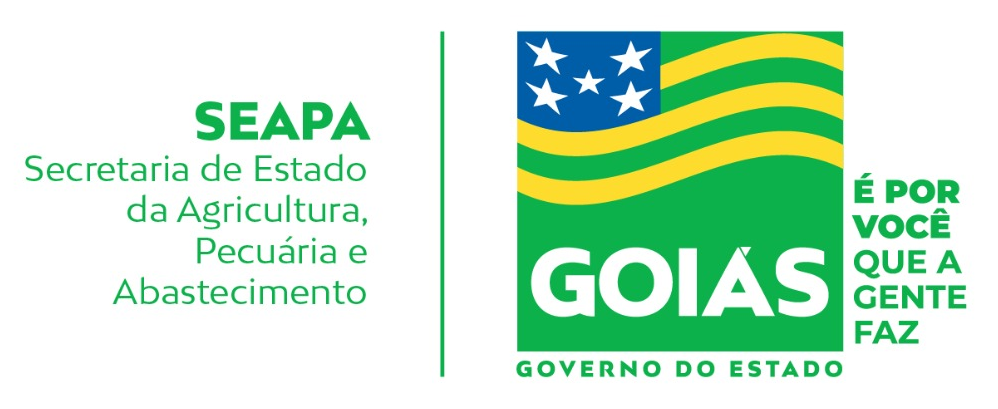 SEAPA
Secretaria de Estado
da Agricultura,
Pecuária e
Abastecimento
GOIÁS
GOVERNO DO ESTADO
É POR
VOCÊ
QUE A
GENTE
FAZ